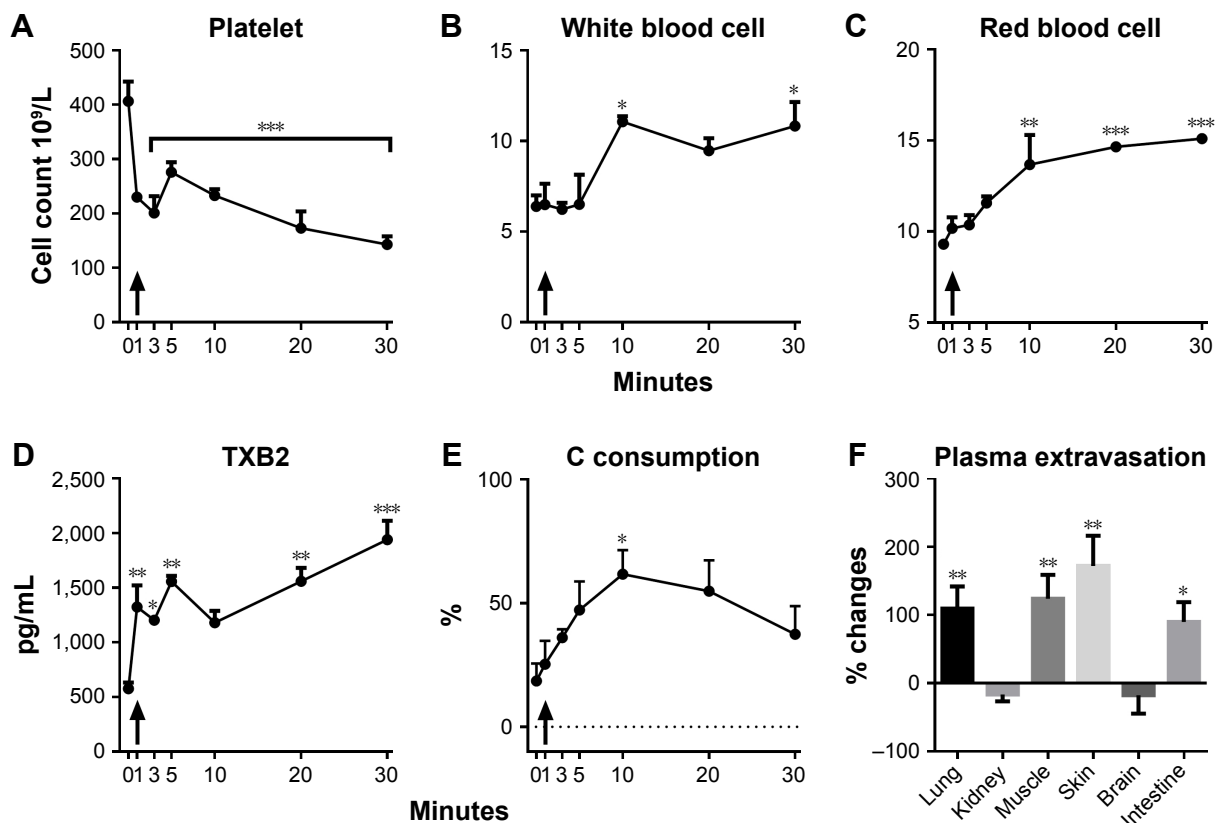 A Platelet
Cell count 10⁹/L
500
400
300
200
100
0
***
0 1 3 5 10 20 30
B White blood cell
15
10
5
0
*
*
0 1 3 5 10 20 30
Minutes
C Red blood cell
20
15
10
5
**
***
***
0 1 3 5 10 20 30
D TXB2
pg/mL
2,500
2,000
1,500
1,000
500
0
**
*
**
**
***
0 1 3 5 10 20 30
E C consumption
%
100
50
0
*
0 1 3 5 10 20 30
Minutes
F Plasma extravasation
% changes
300
200
100
0
–100
**
**
**
*
Lung
Kidney
Muscle
Skin
Brain
Intestine